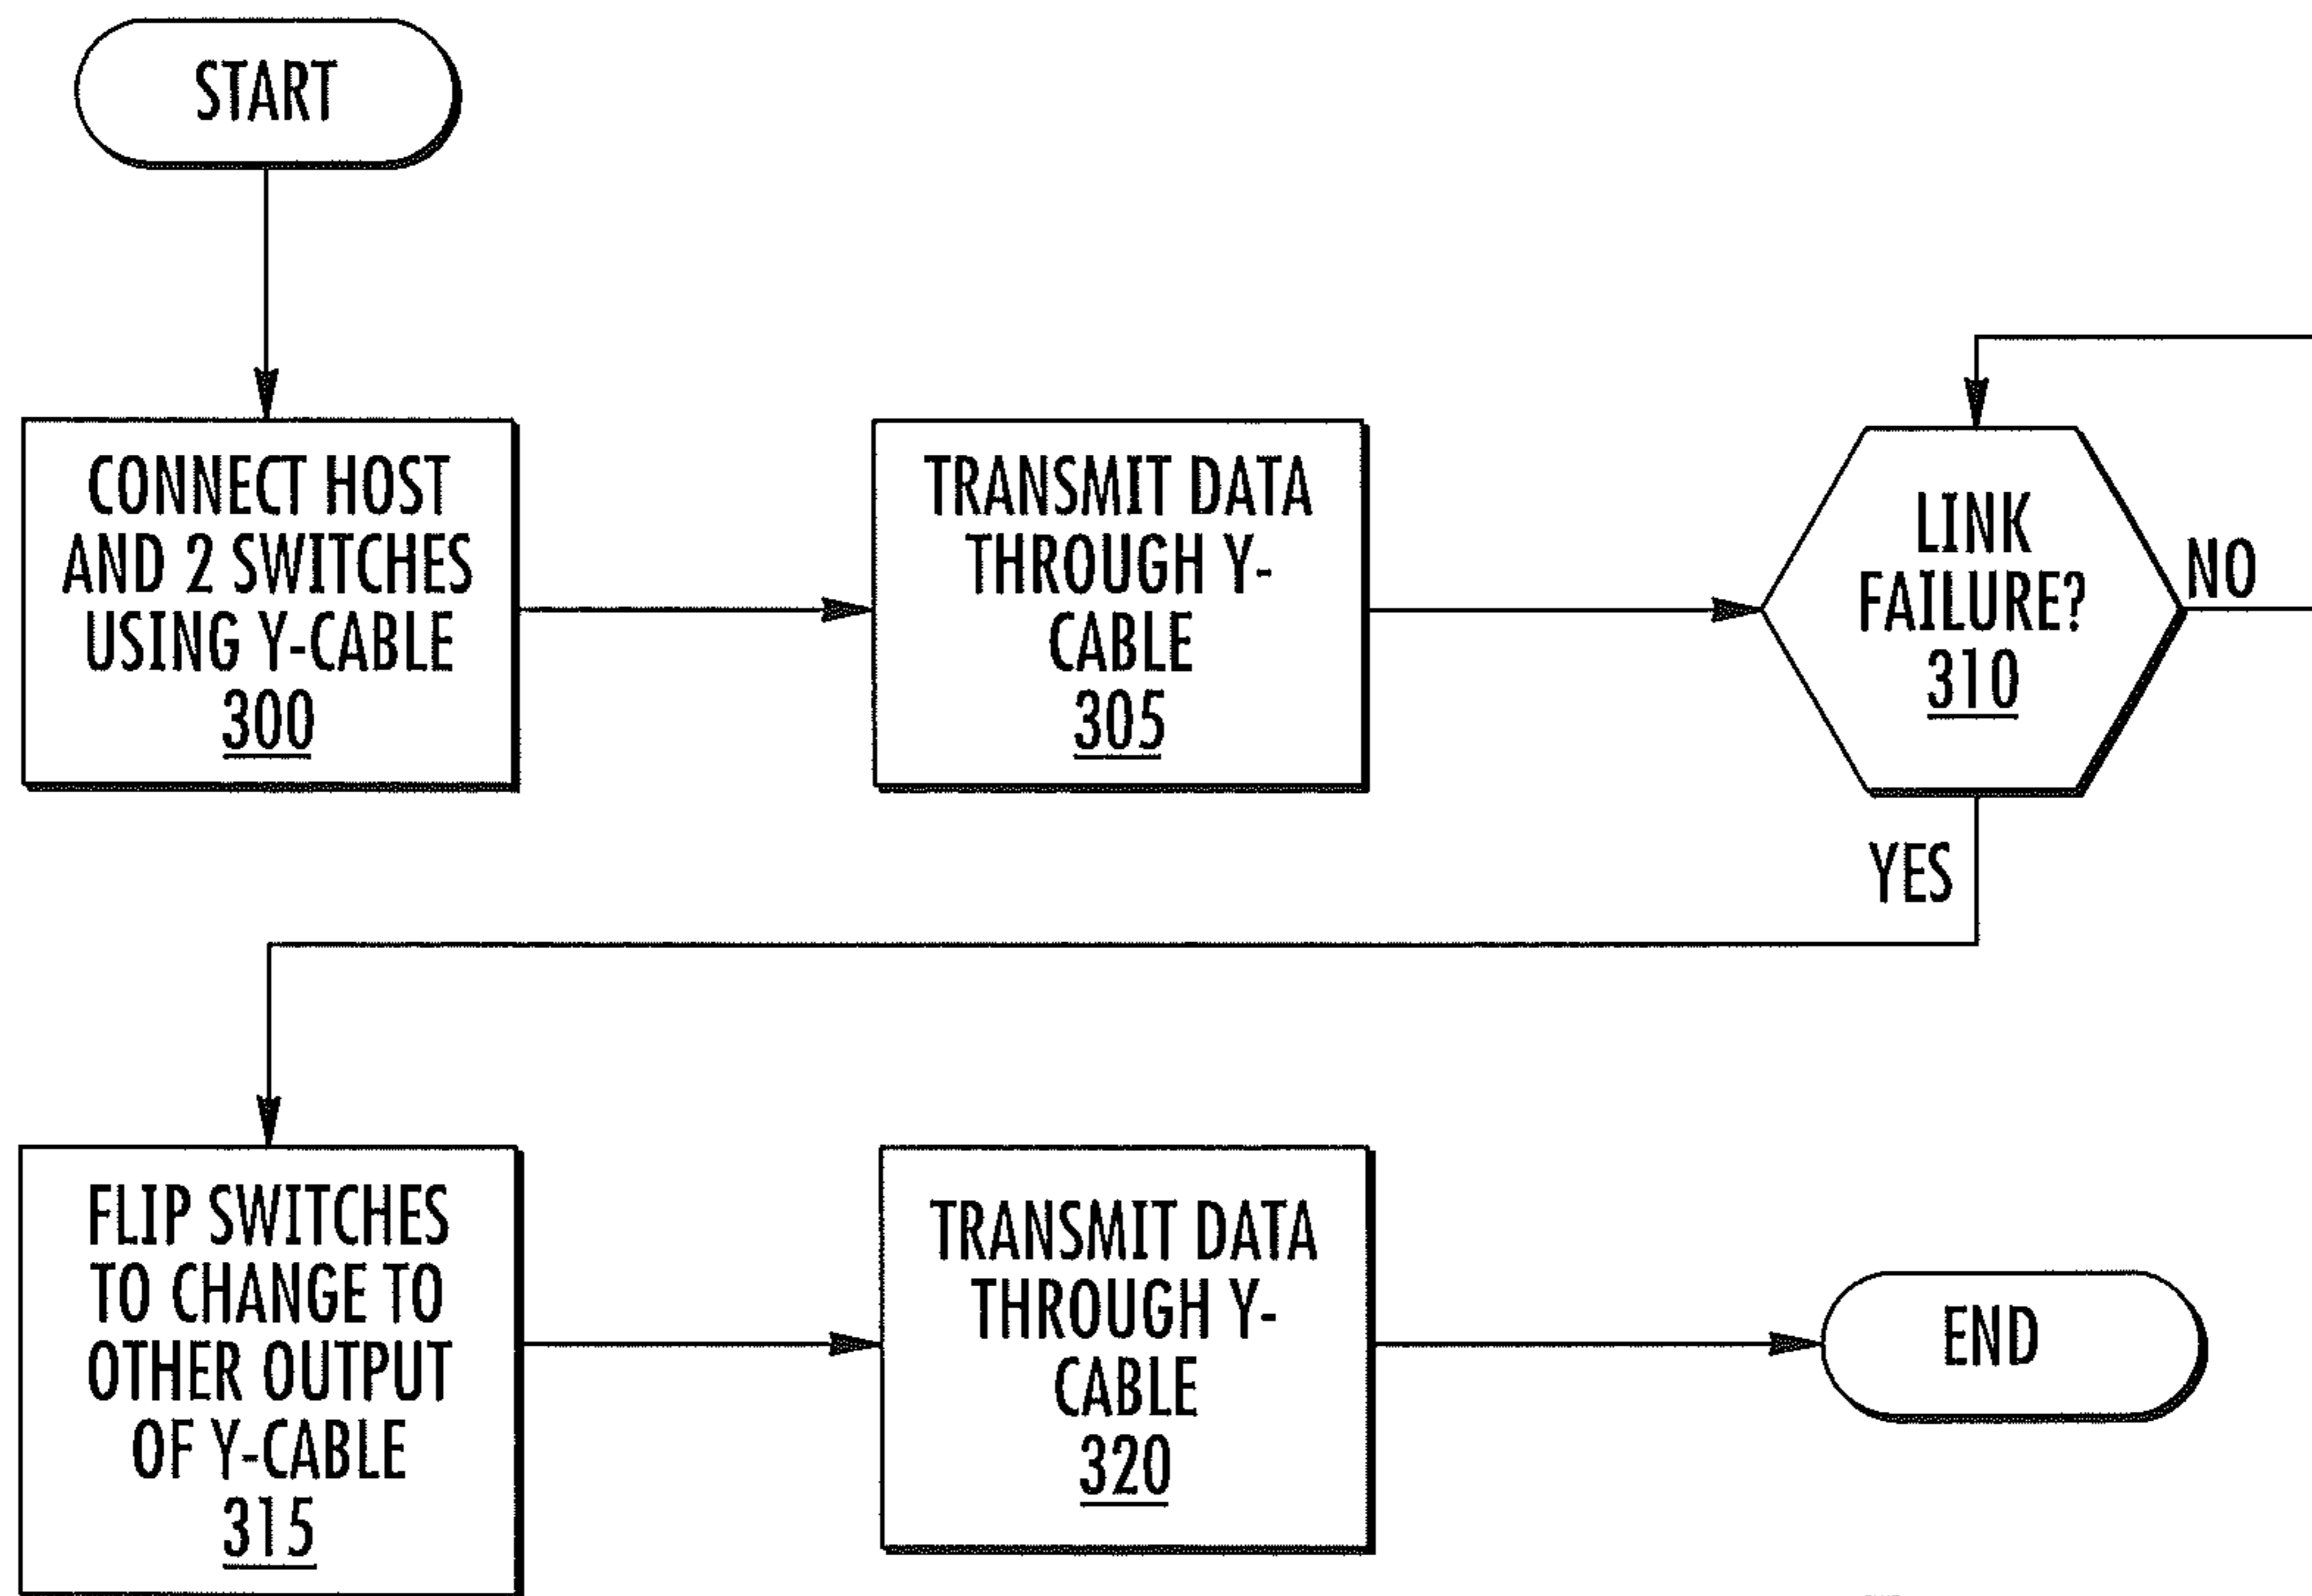 START
CONNECT HOST
AND 2 SWITCHES
USING Y-CABLE
300
TRANSMIT DATA
THROUGH Y-
CABLE
305
LINK
FAILURE?
310
NO
YES
FLIP SWITCHES
TO CHANGE TO
OTHER OUTPUT
OF Y-CABLE
315
TRANSMIT DATA
THROUGH Y-
CABLE
320
END